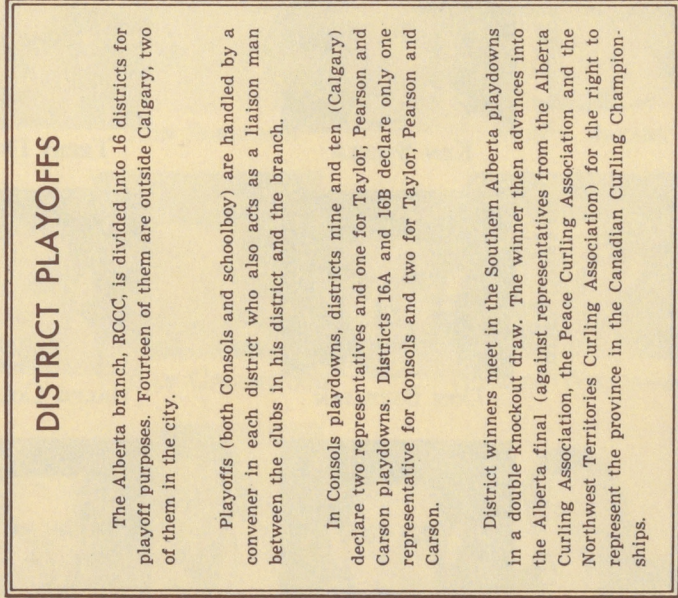 DISTRICT PLAYOFFS
The Alberta branch, RCCC, is divided into 16 districts for
playoff purposes. Fourteen of them are outside Calgary, two
of them in the city.
Playoffs (both Consols and schoolboy) are handled by a
convener in each district who also acts as a liaison man
between the clubs in his district and the branch.
In Consols playdowns, districts nine and ten (Calgary)
declare two representatives and one for Taylor, Pearson and
Carson playdowns. Districts 16A and 16B declare only one
representative for Consols and two for Taylor, Pearson and
Carson.
District winners meet in the Southern Alberta playdowns
in a double knockout draw. The winner then advances into
the Alberta final (against representatives from the Alberta
Curling Association, the Peace Curling Association and the
Northwest Territories Curling Association) for the right to
represent the province in the Canadian Curling Champion-
ships.